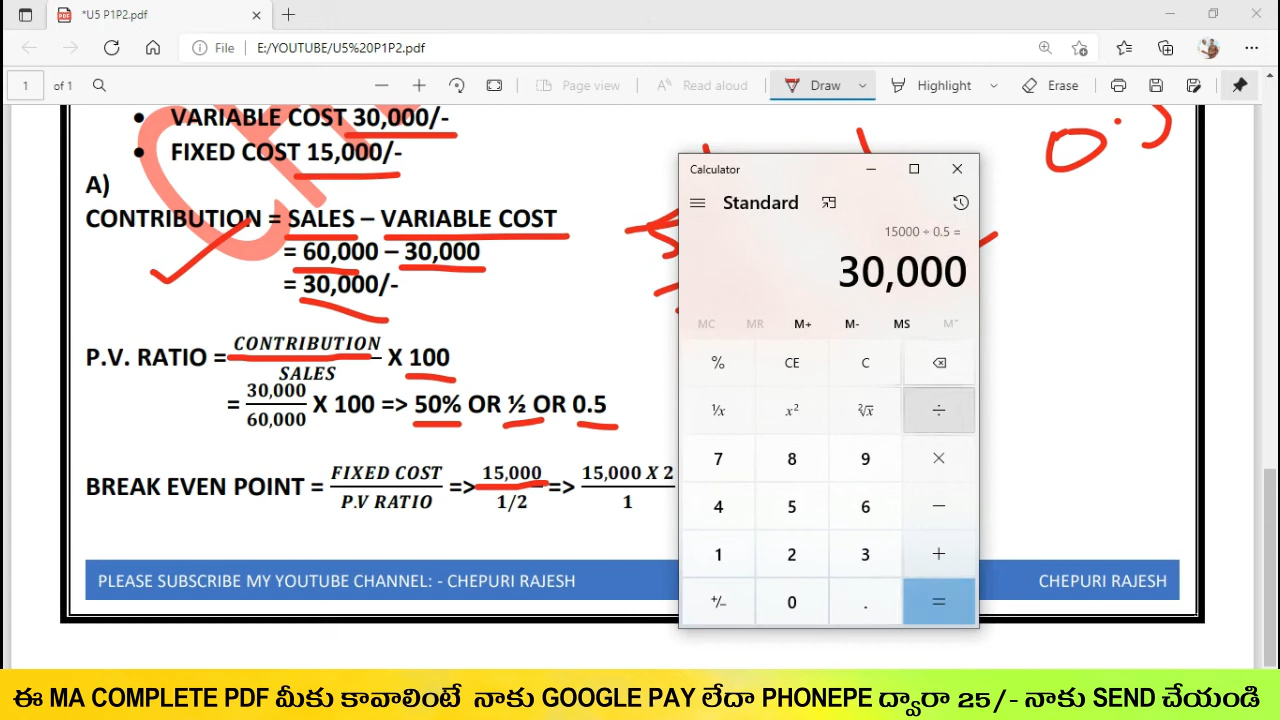 *U5 P1P2.pdf
File E:/YOUTUBE/U5%20P1P2.pdf
1 of 1 Page view Read aloud Draw Highlight Erase
• VARIABLE COST 30,000/-
• FIXED COST 15,000/-
A)
CONTRIBUTION = SALES – VARIABLE COST
= 60,000 – 30,000
= 30,000/-
P.V. RATIO = CONTRIBUTION/SALES X 100
= 30,000/60,000 X 100 => 50% OR ½ OR 0.5
BREAK EVEN POINT = FIXED COST/P.V RATIO => 15,000/1/2 => 15,000 X 2/1
PLEASE SUBSCRIBE MY YOUTUBE CHANNEL: - CHEPURI RAJESH CHEPURI RAJESH
0.5
Calculator
Standard
15000 ÷ 0.5 =
30,000
MC MR M+ M- MS M˅
% CE C
¹/x x² ²√x ÷
7 8 9 ×
4 5 6 −
1 2 3 +
+/− 0 . =
ఈ MA COMPLETE PDF మీకు కావాలింటే నాకు GOOGLE PAY లేదా PHONEPE ద్వారా 25/- నాకు SEND చేయండి